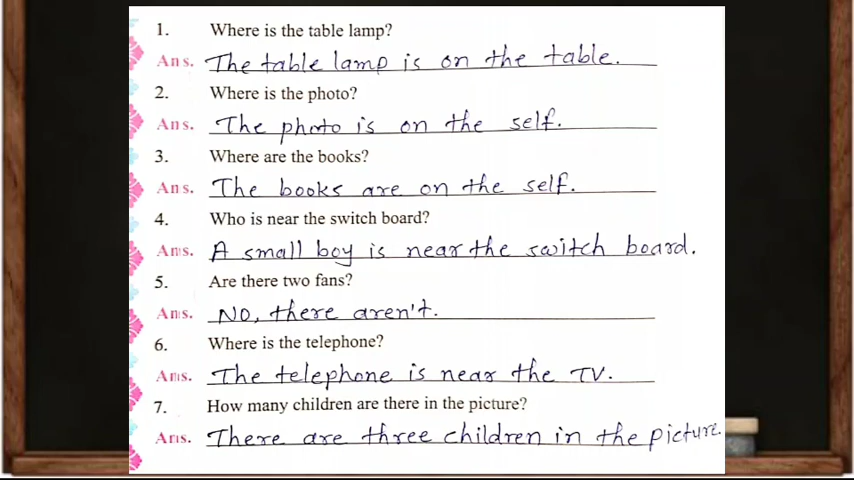 1. Where is the table lamp?
Ans. The table lamp is on the table.
2. Where is the photo?
Ans. The photo is on the self.
3. Where are the books?
Ans. The books are on the self.
4. Who is near the switch board?
Ans. A small boy is near the switch board.
5. Are there two fans?
Ans. No, there aren't.
6. Where is the telephone?
Ans. The telephone is near the TV.
7. How many children are there in the picture?
Ans. There are three children in the picture.